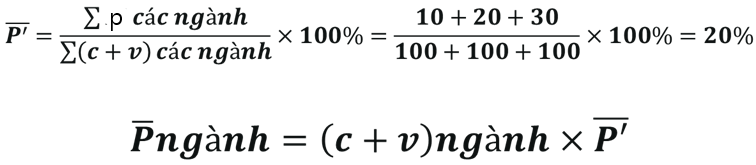 P̅'̅ = ∑ p các ngành / ∑(c + v) các ngành × 100% = 10 + 20 + 30 / 100 + 100 + 100 × 100% = 20%
P̅ngành = (c + v)ngành × P̅'̅